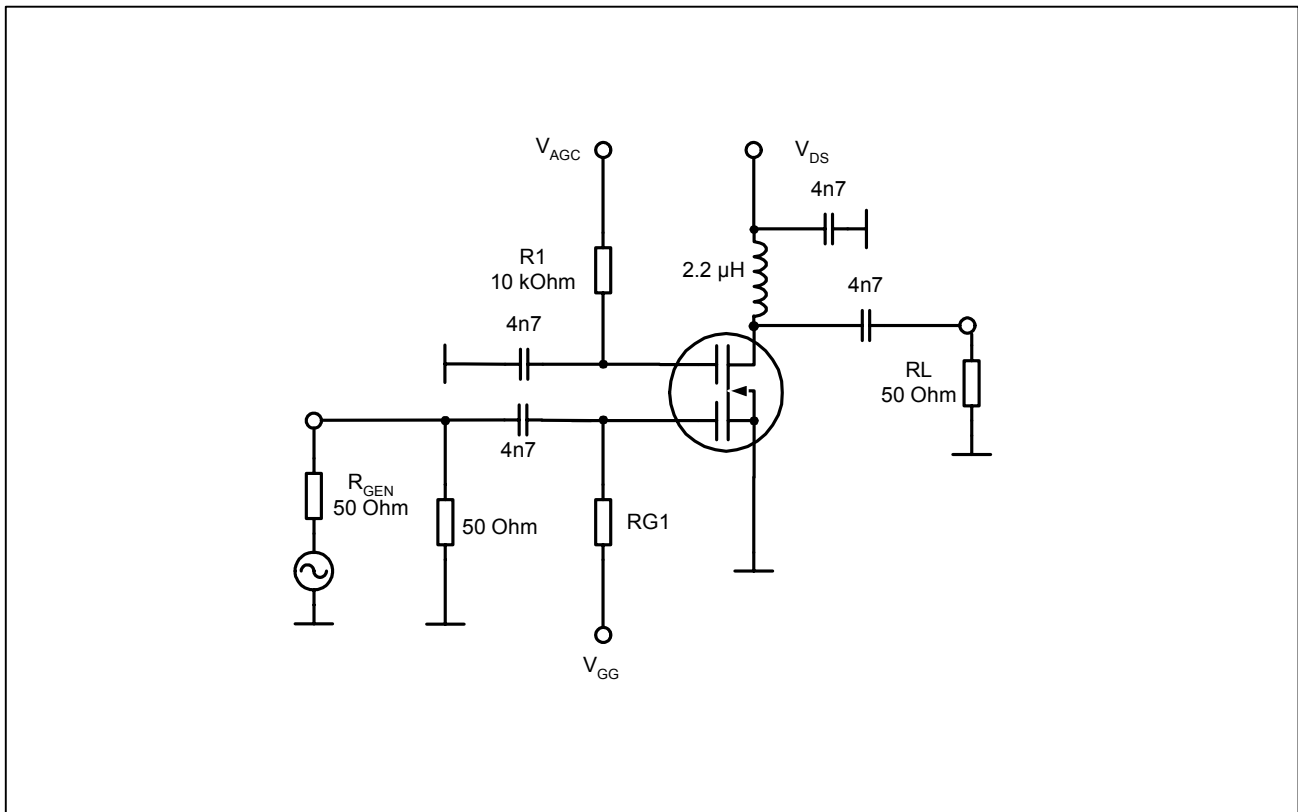 V_AGC
V_DS
4n7
R1
10 kOhm
2.2 µH
4n7
4n7
RL
50 Ohm
4n7
R_GEN
50 Ohm
50 Ohm
RG1
V_GG